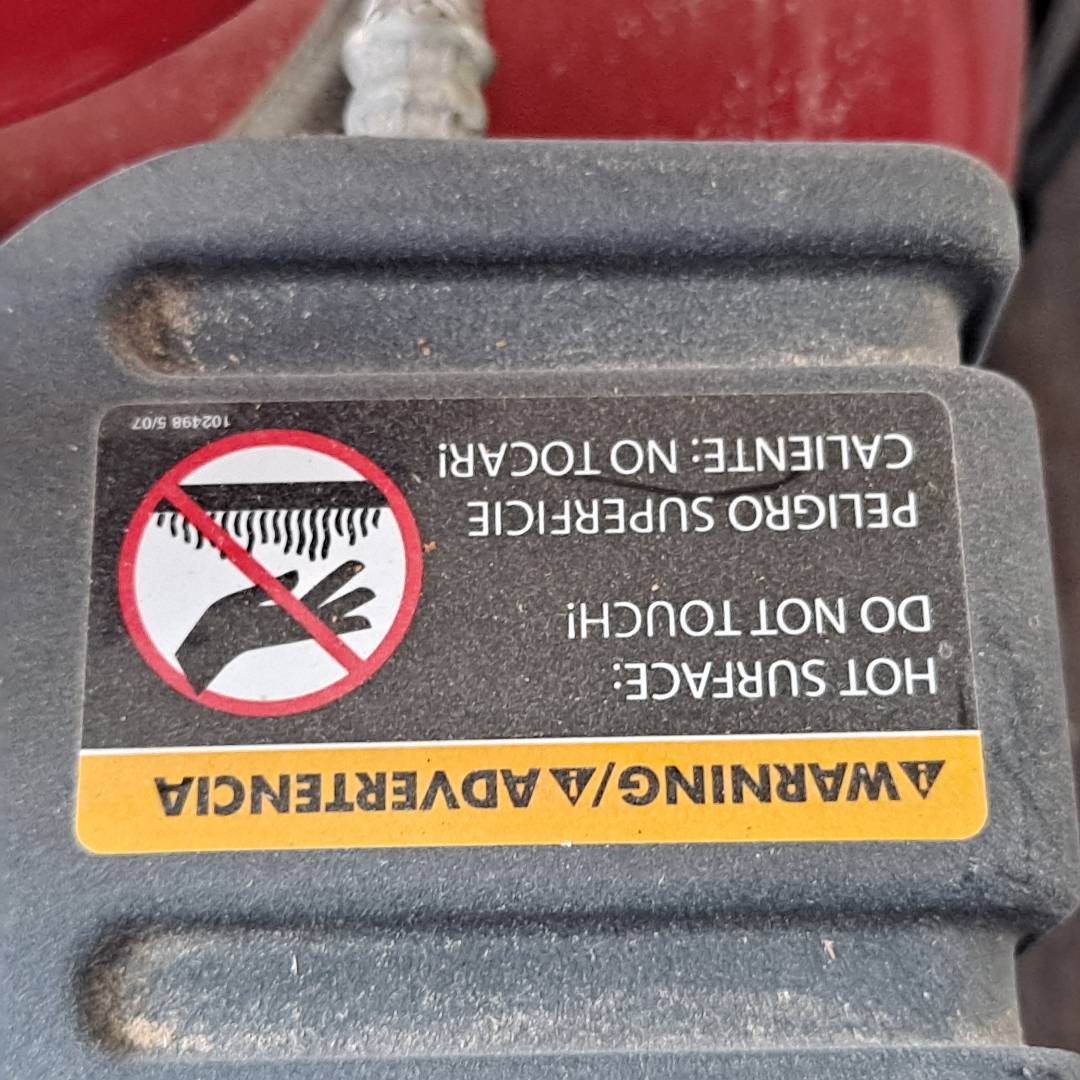 ⚠WARNING/⚠ADVERTENCIA
HOT SURFACE:
DO NOT TOUCH!
PELIGRO SUPERFICIE
CALIENTE: NO TOCAR!
102498 5/07